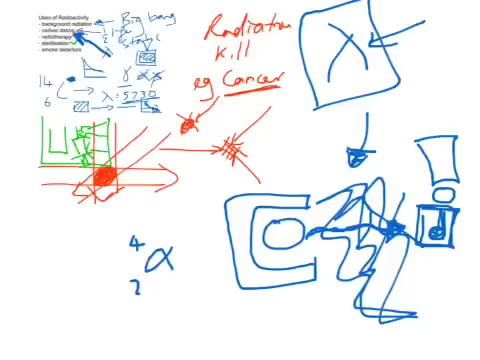 Uses of Radioactivity
- background radiation
- carbon dating
- radiotherapy
- sterilisation
- smoke detectors
Big bang
Radiation
kill
eg Cancer
14
6 C
γ α
λ = 5730
4
α
2